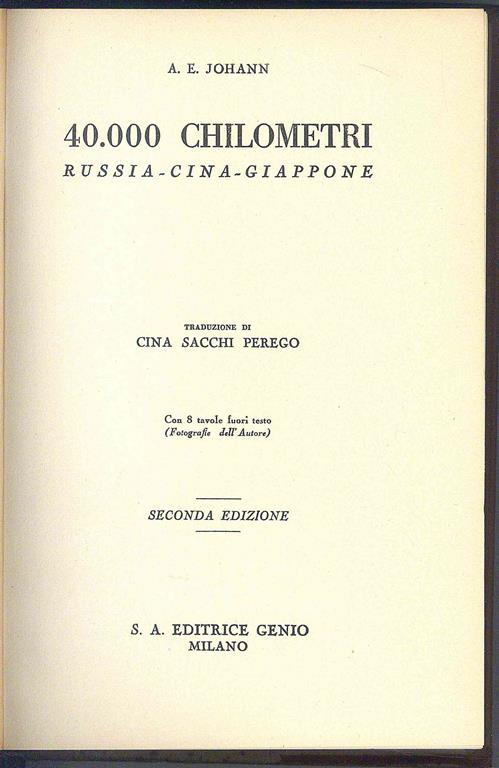 A. E. JOHANN
40.000 CHILOMETRI
RUSSIA-CINA-GIAPPONE
TRADUZIONE DI
CINA SACCHI PEREGO
Con 8 tavole fuori testo
(Fotografie dell'Autore)
SECONDA EDIZIONE
S. A. EDITRICE GENIO
MILANO